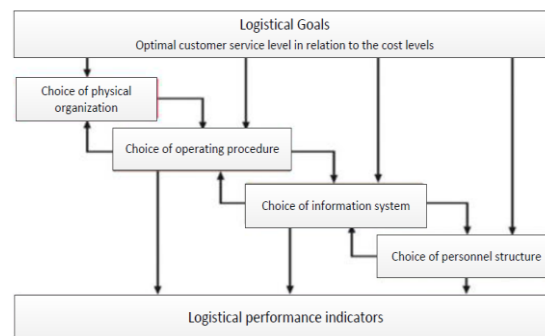 Logistical Goals
Optimal customer service level in relation to the cost levels
Choice of physical
organization
Choice of operating procedure
Choice of information system
Choice of personnel structure
Logistical performance indicators